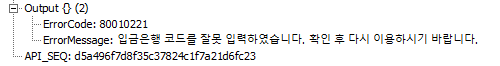 Output {} (2)
ErrorCode: 80010221
ErrorMessage: 입금은행 코드를 잘못 입력하였습니다. 확인 후 다시 이용하시기 바랍니다.
API_SEQ: d5a496f7d8f35c37824c1f7a21d6fc23